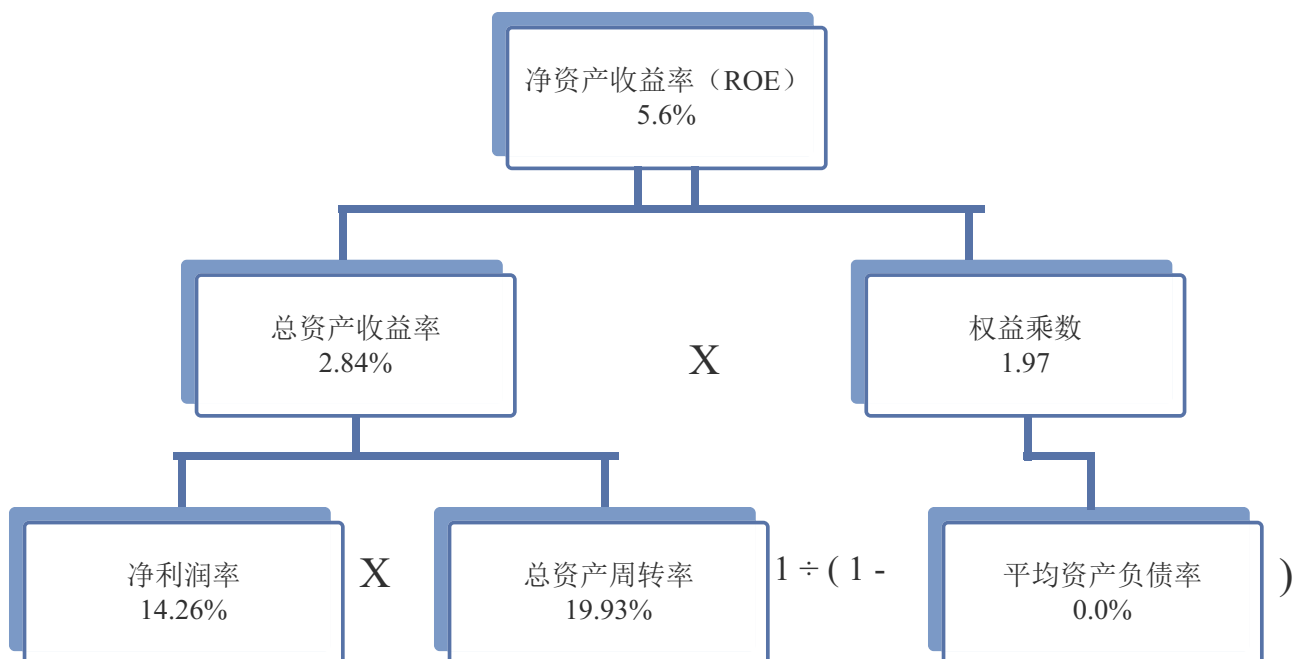 净资产收益率（ROE）
5.6%
总资产收益率
2.84%
X
权益乘数
1.97
净利润率
14.26%
X
总资产周转率
19.93%
1 ÷ ( 1 -
平均资产负债率
0.0%
)